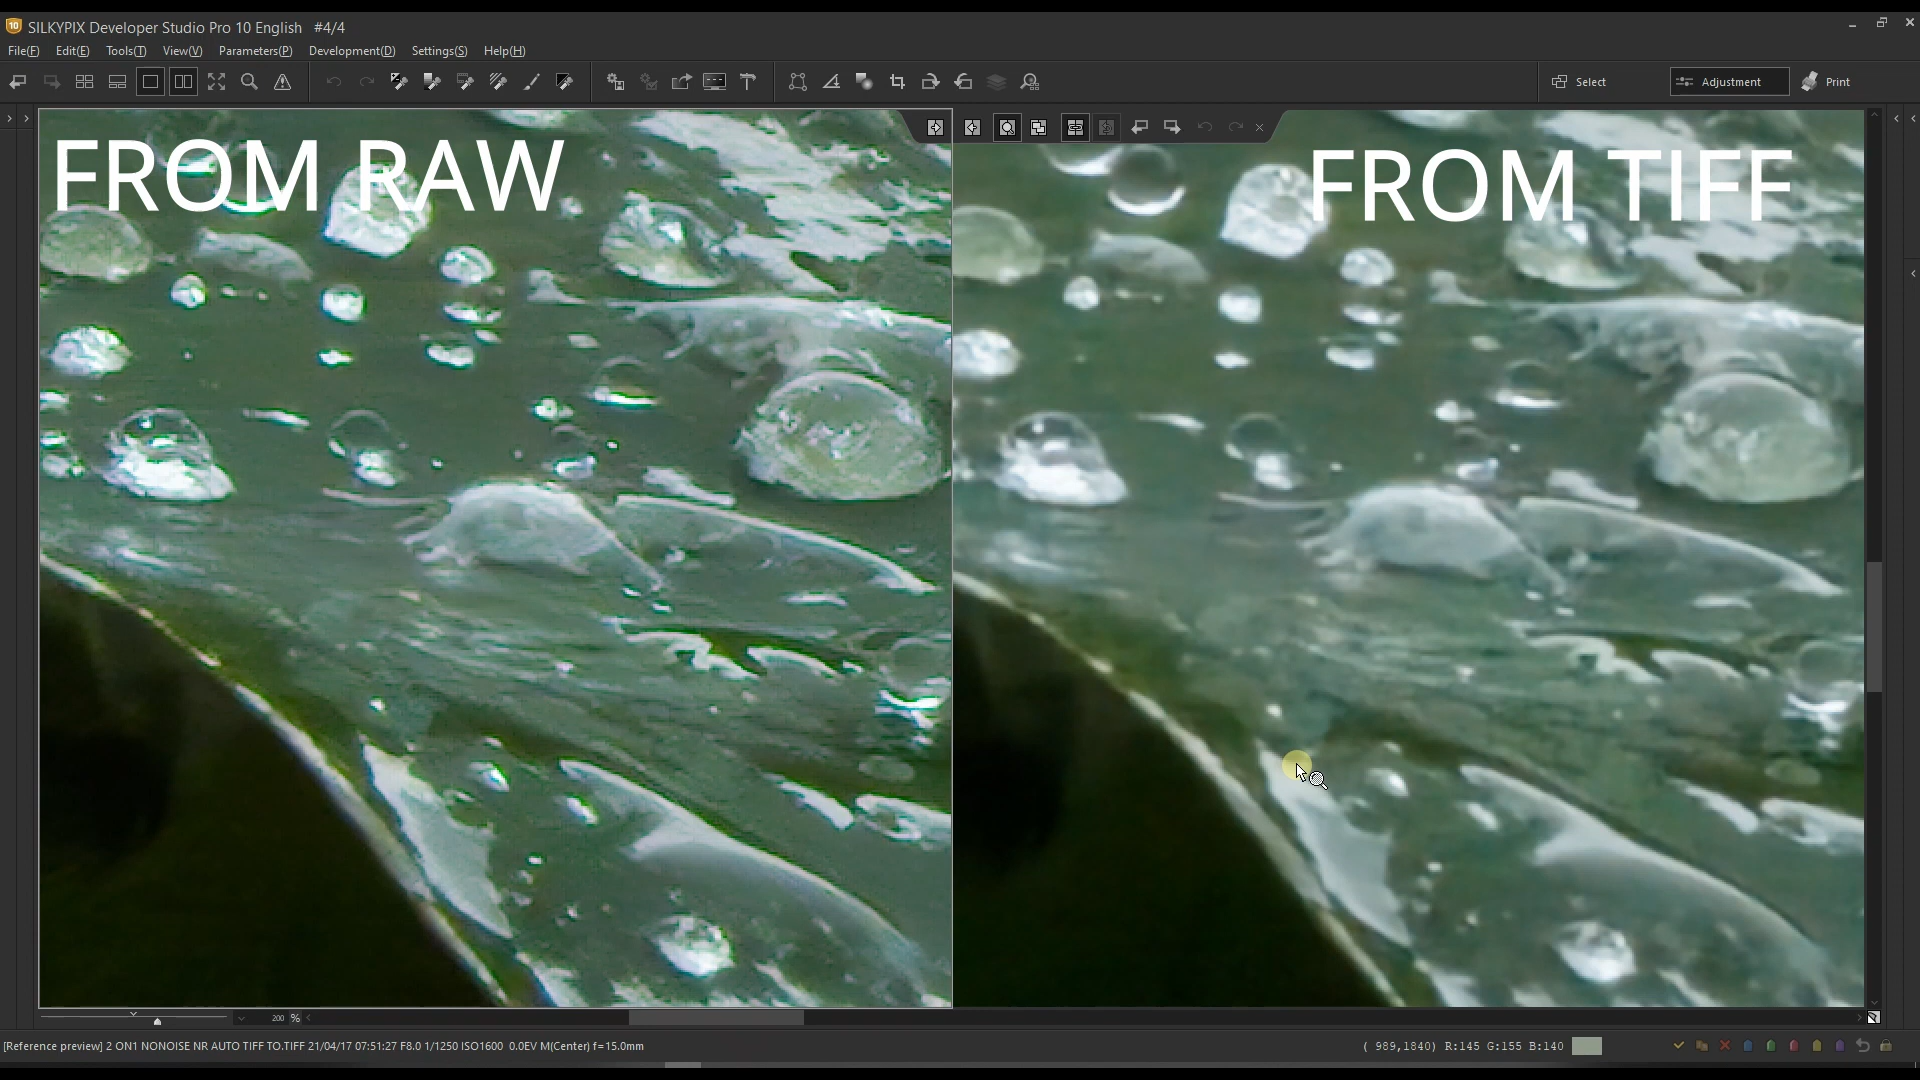 10 SILKYPIX Developer Studio Pro 10 English #4/4
File(F) Edit(E) Tools(T) View(V) Parameters(P) Development(D) Settings(S) Help(H)
Select Adjustment Print
FROM RAW
FROM TIFF
200 %
[Reference preview] 2 ON1 NONOISE NR AUTO TIFF TO.TIFF 21/04/17 07:51:27 F8.0 1/1250 ISO1600 0.0EV M(Center) f=15.0mm
( 989,1840) R:145 G:155 B:140